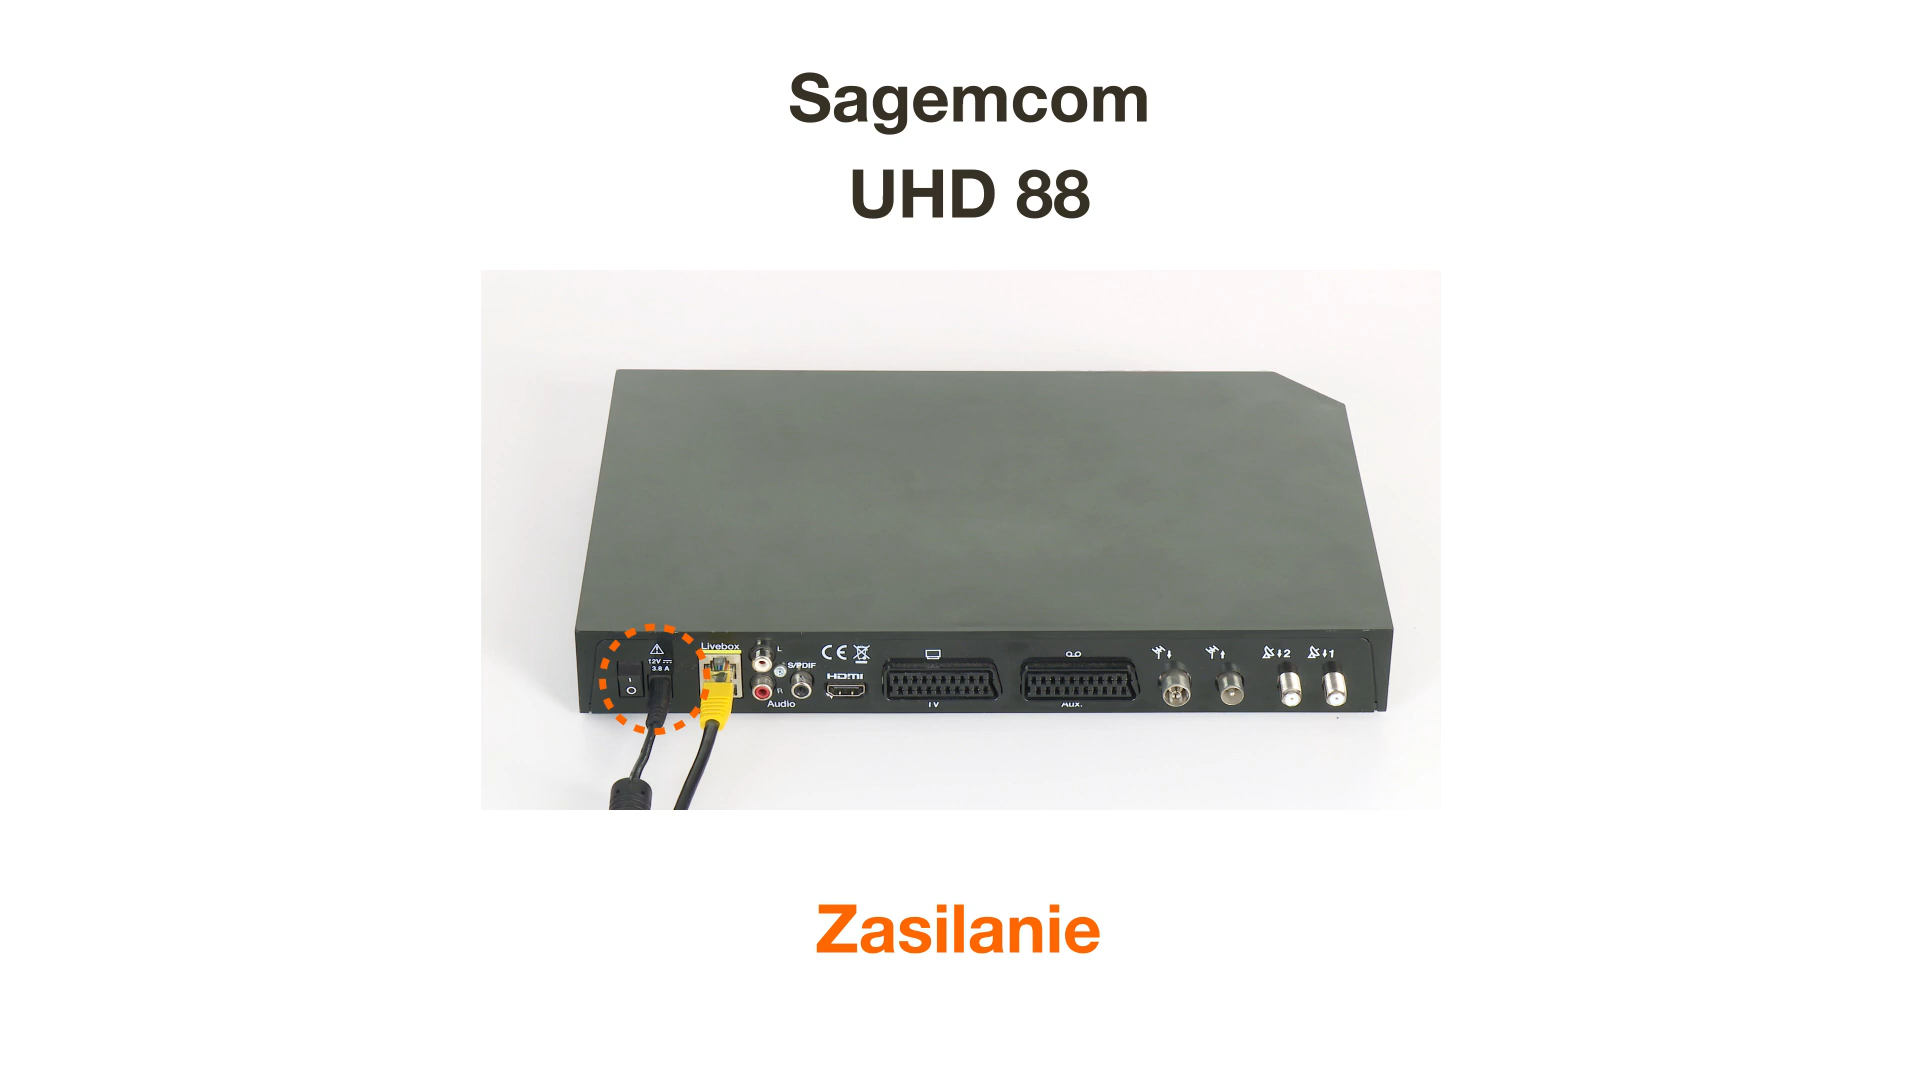 Sagemcom
UHD 88
12V
3.8 A
Livebox
L
S/PDIF
R
Audio
CE
HDMI
TV
Aux.
2
1
Zasilanie